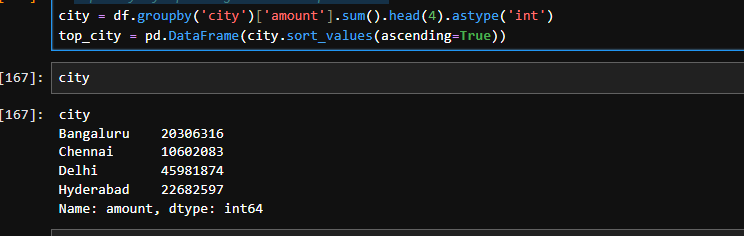 city = df.groupby('city')['amount'].sum().head(4).astype('int')
top_city = pd.DataFrame(city.sort_values(ascending=True))
[167]: city
[167]: city
Bangaluru    20306316
Chennai      10602083
Delhi        45981874
Hyderabad    22682597
Name: amount, dtype: int64